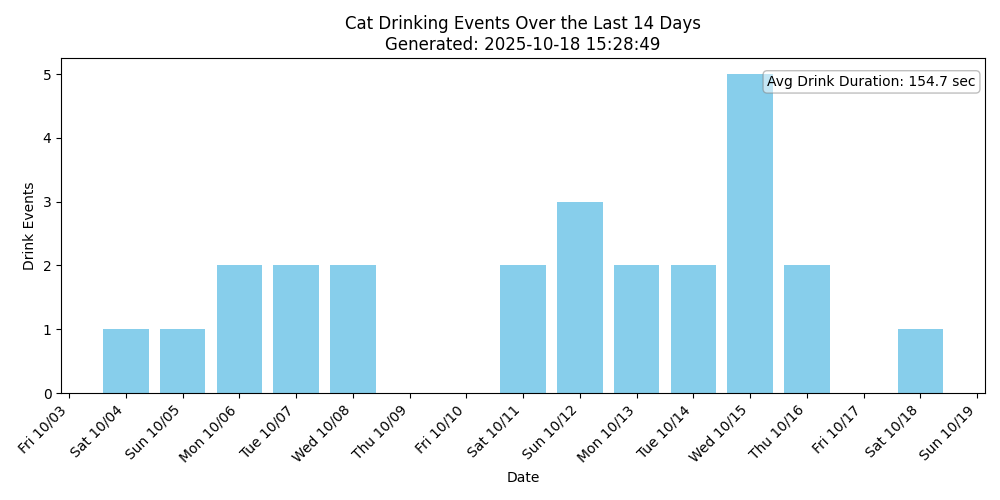 Cat Drinking Events Over the Last 14 Days
Generated: 2025-10-18 15:28:49
Avg Drink Duration: 154.7 sec
Drink Events
5
4
3
2
1
0
Fri 10/03
Sat 10/04
Sun 10/05
Mon 10/06
Tue 10/07
Wed 10/08
Thu 10/09
Fri 10/10
Sat 10/11
Sun 10/12
Mon 10/13
Tue 10/14
Wed 10/15
Thu 10/16
Fri 10/17
Sat 10/18
Sun 10/19
Date